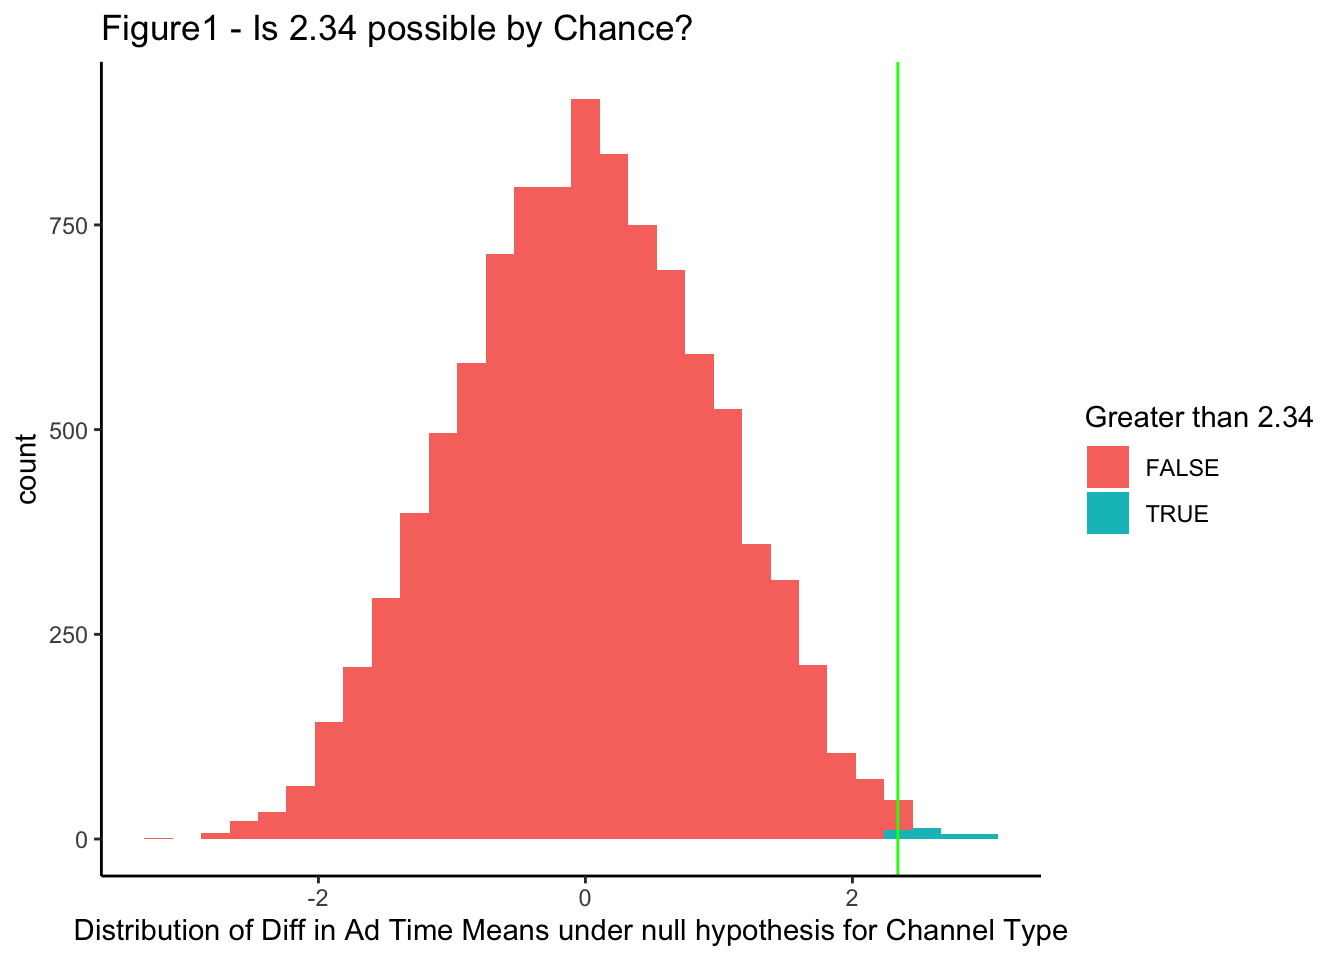 Figure1 - Is 2.34 possible by Chance?
750
500
250
0
count
-2
0
2
Distribution of Diff in Ad Time Means under null hypothesis for Channel Type
Greater than 2.34
FALSE
TRUE